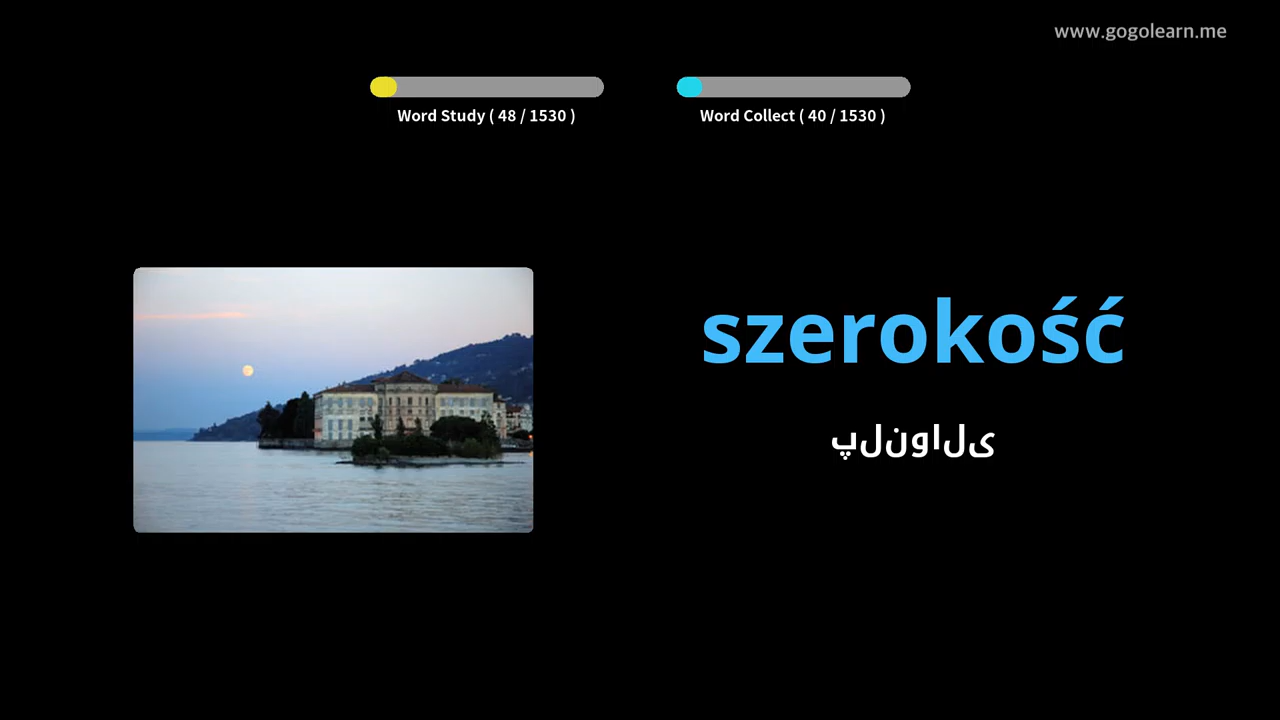 www.gogolearn.me
Word Study ( 48 / 1530 )
Word Collect ( 40 / 1530 )
szerokość
پلنوالی